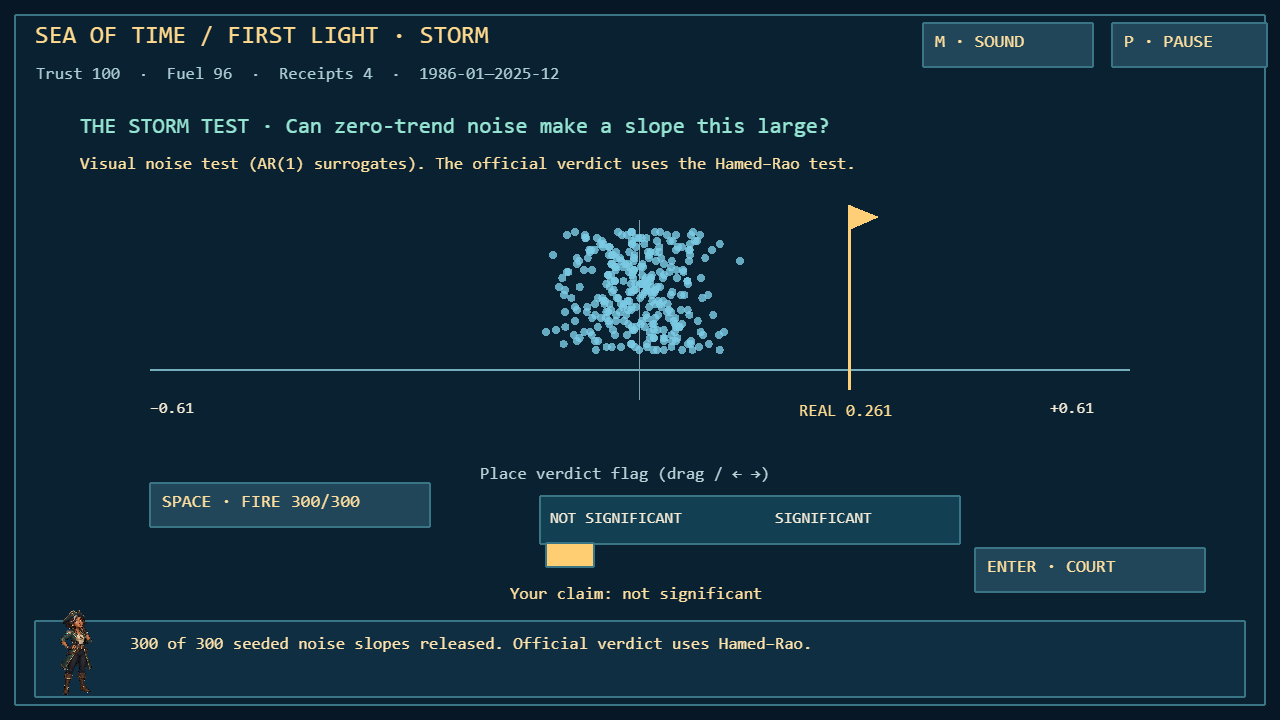 SEA OF TIME / FIRST LIGHT · STORM
M · SOUND
P · PAUSE
Trust 100 · Fuel 96 · Receipts 4 · 1986-01–2025-12
THE STORM TEST · Can zero-trend noise make a slope this large?
Visual noise test (AR(1) surrogates). The official verdict uses the Hamed–Rao test.
−0.61
REAL 0.261
+0.61
Place verdict flag (drag / ← →)
SPACE · FIRE 300/300
NOT SIGNIFICANT
SIGNIFICANT
ENTER · COURT
Your claim: not significant
300 of 300 seeded noise slopes released. Official verdict uses Hamed–Rao.